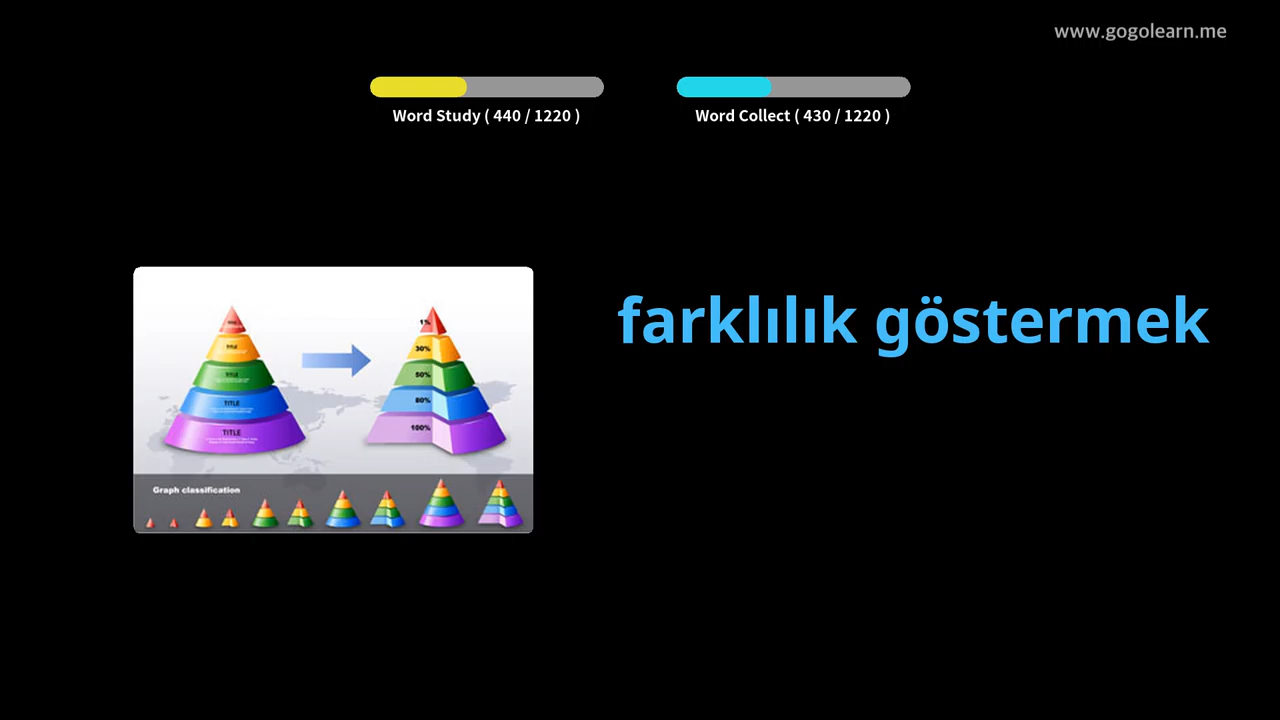 www.gogolearn.me
Word Study ( 440 / 1220 )
Word Collect ( 430 / 1220 )
farklılık göstermek
TITLE
TITLE
TITLE
TITLE
1%
30%
50%
80%
100%
Graph classification